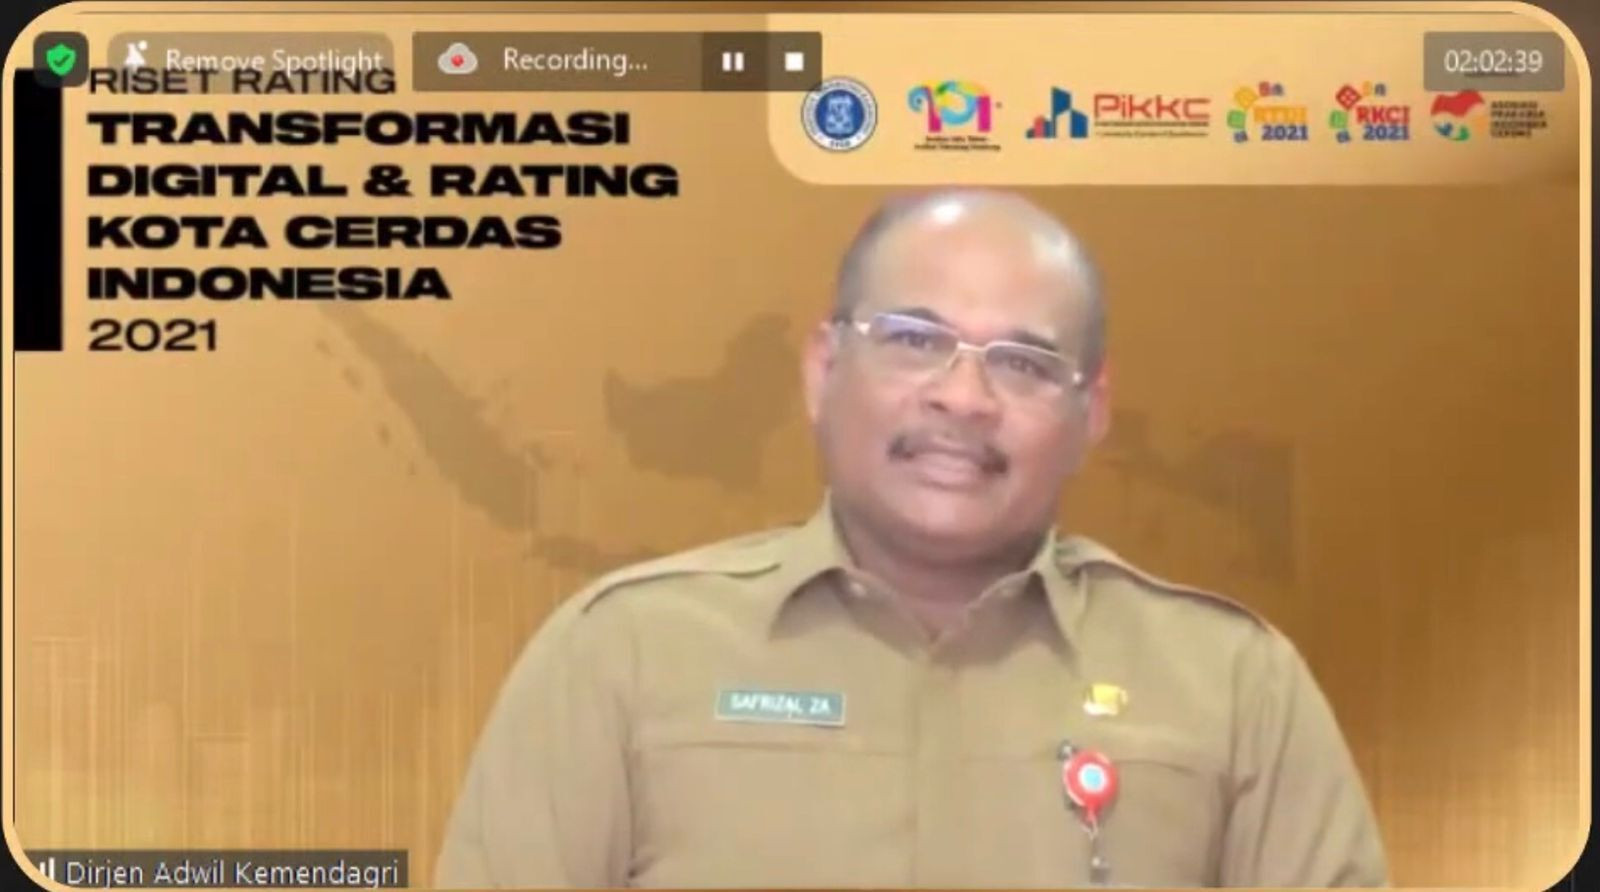 Remove Spotlight
Recording...
02:02:39
RISET RATING
TRANSFORMASI
DIGITAL & RATING
KOTA CERDAS
INDONESIA
2021
PiKKC
RTDI
2021
RKCI
2021
SAFRIZAL ZA
Dirjen Adwil Kemendagri